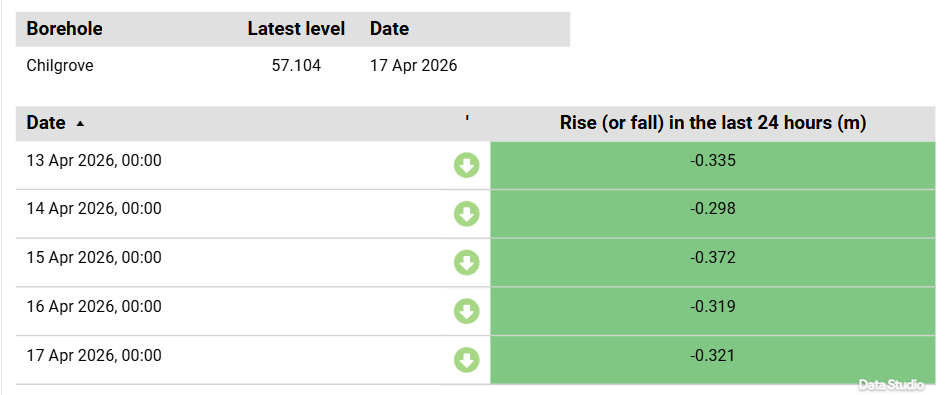 Borehole Latest level Date
Chilgrove 57.104 17 Apr 2026
Date ▲ ' Rise (or fall) in the last 24 hours (m)
13 Apr 2026, 00:00 -0.335
14 Apr 2026, 00:00 -0.298
15 Apr 2026, 00:00 -0.372
16 Apr 2026, 00:00 -0.319
17 Apr 2026, 00:00 -0.321
Data Studio